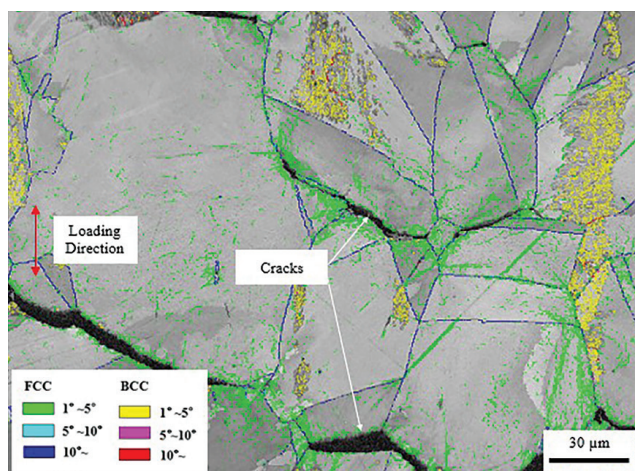 Loading
Direction
Cracks
FCC BCC
1° ~5° 1° ~5°
5° ~10° 5°~10°
10°~ 10°~
30 μm